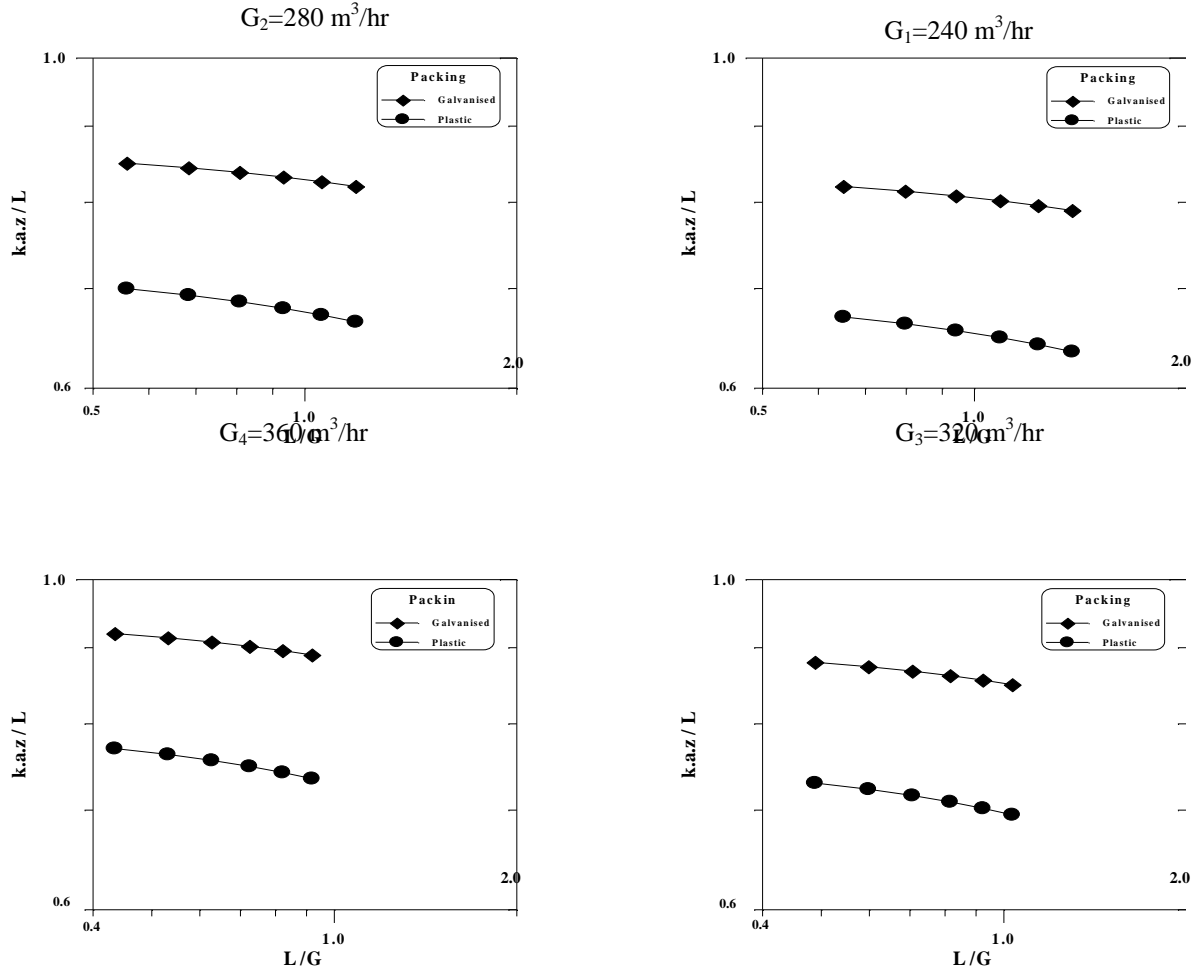 G₂=280 m³/hr
1.0
k.a.z / L
0.6
Packing
Galvanised
Plastic
2.0
0.5
1.0
L/G
G₁=240 m³/hr
1.0
k.a.z / L
0.6
Packing
Galvanised
Plastic
2.0
0.5
1.0
L/G
G₄=360 m³/hr
1.0
k.a.z / L
0.6
Packin
Galvanised
Plastic
2.0
0.4
1.0
L/G
G₃=320 m³/hr
1.0
k.a.z / L
0.6
Packing
Galvanised
Plastic
2.0
0.4
1.0
L/G